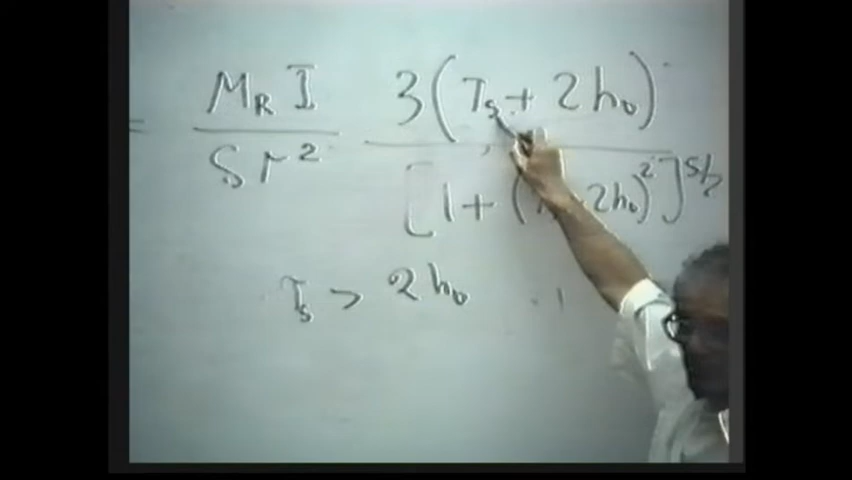 = M_R I / S r^2 3(T_s + 2h_0) / [1 + ( 2h_0)^2]^{5/2}
T_s > 2h_0